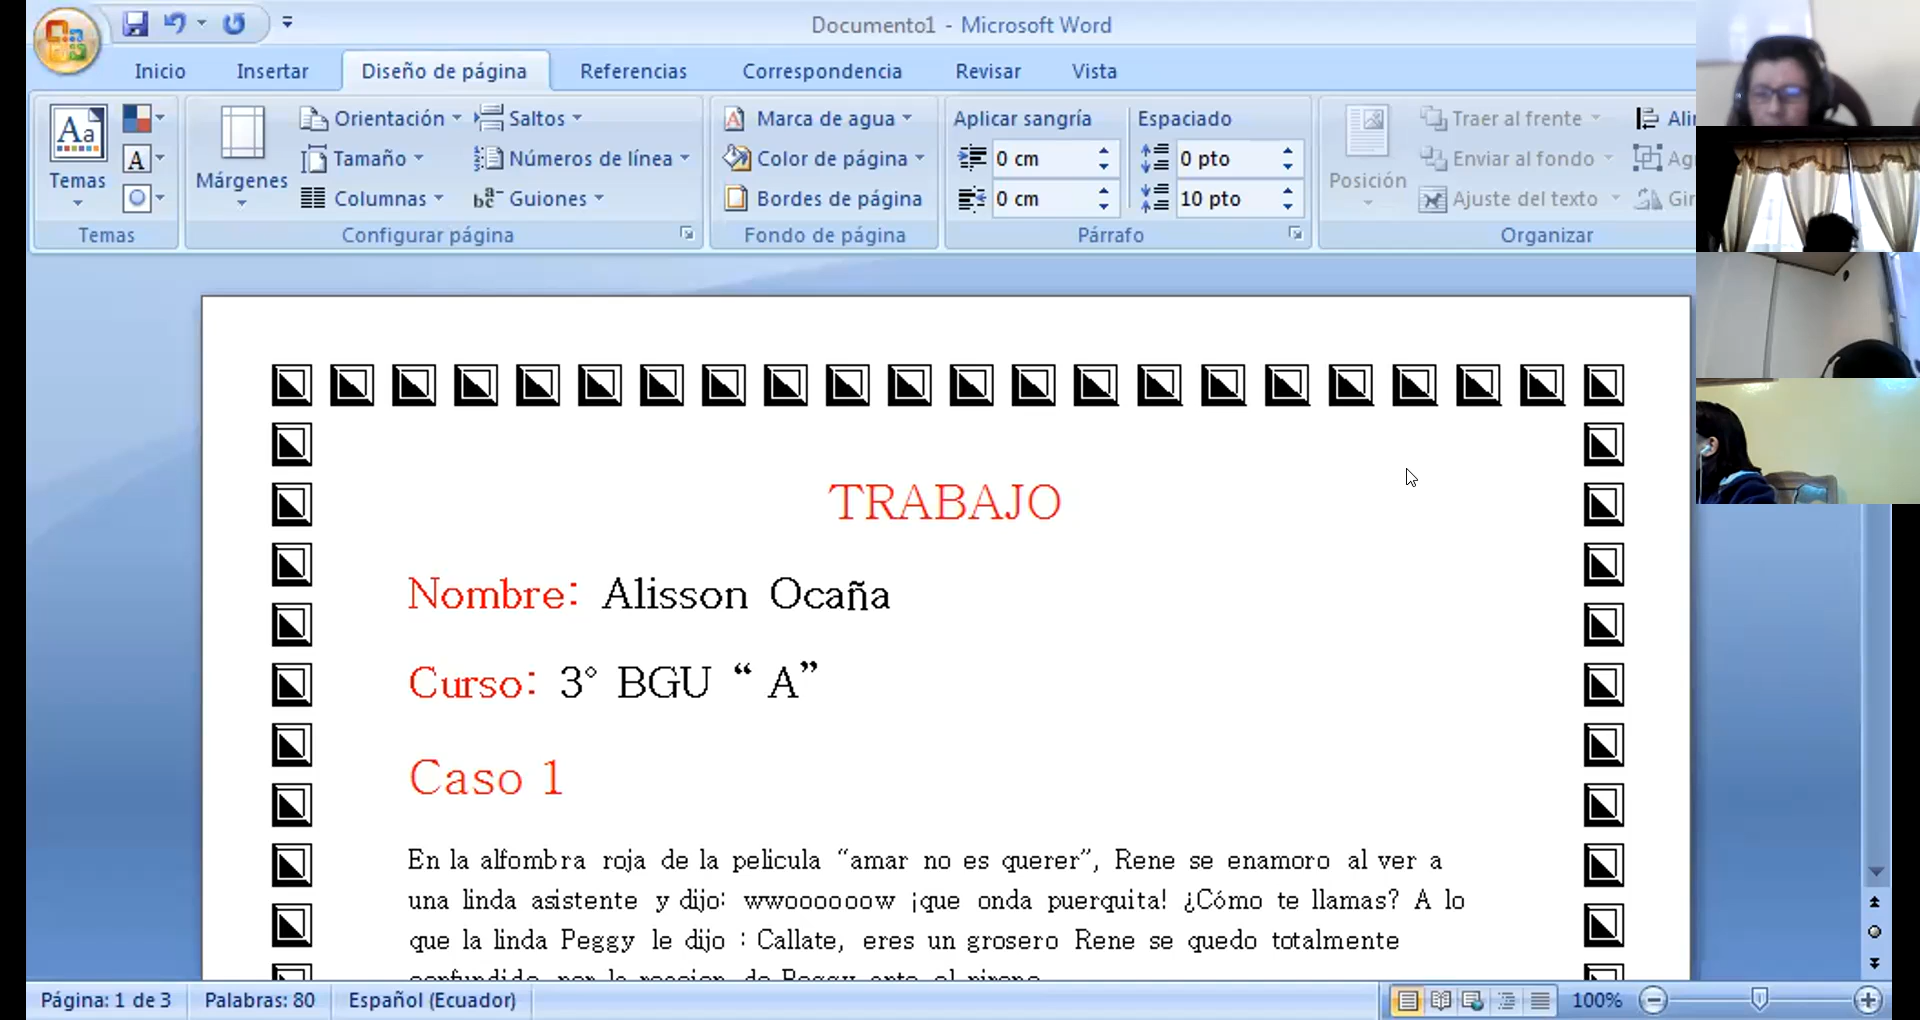 Documento1 - Microsoft Word
Inicio Insertar Diseño de página Referencias Correspondencia Revisar Vista
Aa Orientación Saltos Marca de agua Aplicar sangría Espaciado Traer al frente
A Tamaño Números de línea Color de página 0 cm 0 pto Enviar al fondo
Temas Márgenes Posición
Columnas Guiones Bordes de página 0 cm 10 pto Ajuste del texto
Temas Configurar página Fondo de página Párrafo Organizar
TRABAJO
Nombre: Alisson Ocaña
Curso: 3° BGU “ A”
Caso 1
En la alfombra roja de la pelicula “amar no es querer”, Rene se enamoro al ver a
una linda asistente y dijo: wwoooooow ¡que onda puerquita! ¿Cómo te llamas? A lo
que la linda Peggy le dijo : Callate, eres un grosero Rene se quedo totalmente
Página: 1 de 3 Palabras: 80 Español (Ecuador) 100%